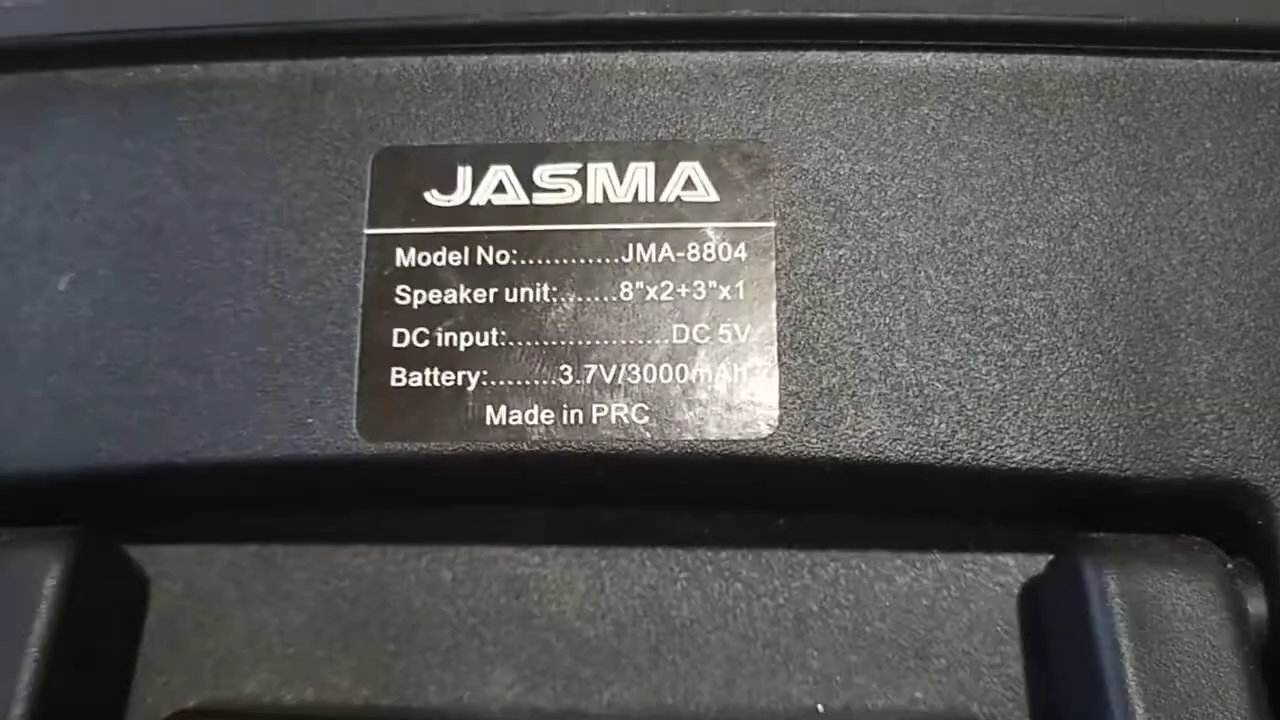 JASMA
Model No:............JMA-8804
Speaker unit:.......8"x2+3"x1
DC input:...................DC 5V
Battery:........3.7V/3000mAh
Made in PRC